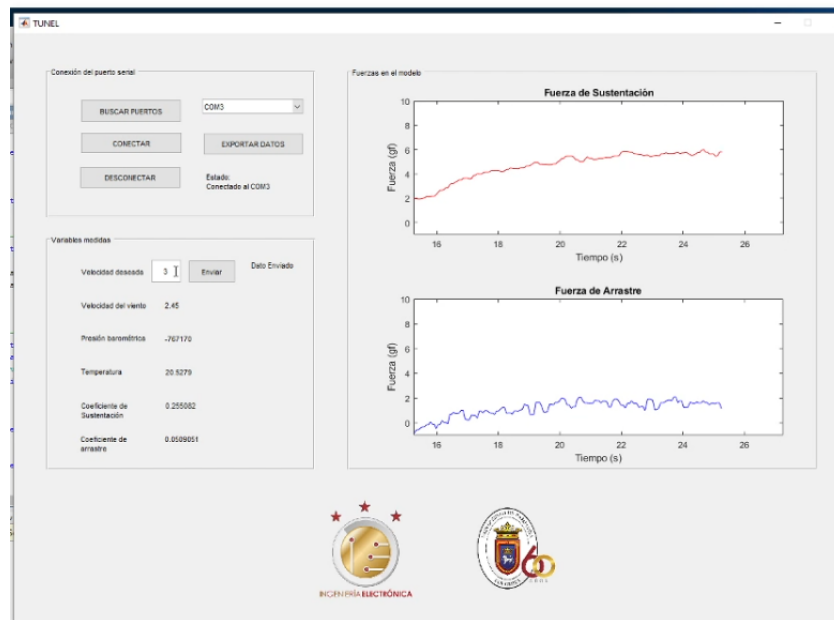 TUNEL
Conexión del puerto serial
BUSCAR PUERTOS
COM3
CONECTAR
EXPORTAR DATOS
DESCONECTAR
Estado:
Conectado al COM3
Variables medidas
Velocidad deseada
3
Enviar
Dato Enviado
Velocidad del viento
2.45
Presión barométrica
-767170
Temperatura
20.5279
Coeficiente de
Sustentación
0.255082
Coeficiente de
arrastre
0.0509051
Fuerzas en el modelo
Fuerza de Sustentación
Fuerza (gf)
10
8
6
4
2
0
16 18 20 22 24 26
Tiempo (s)
Fuerza de Arrastre
Fuerza (gf)
10
8
6
4
2
0
16 18 20 22 24 26
Tiempo (s)
INGENIERÍA ELECTRÓNICA
60
AÑOS